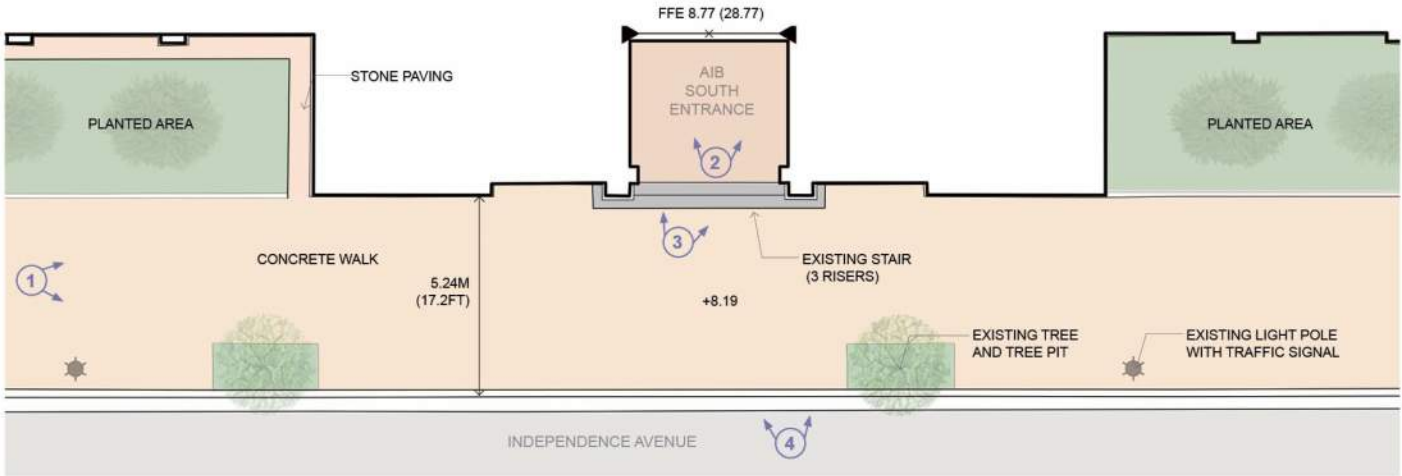 FFE 8.77 (28.77)
STONE PAVING
AIB
SOUTH
ENTRANCE
PLANTED AREA
PLANTED AREA
2
3
1
CONCRETE WALK
5.24M
(17.2FT)
EXISTING STAIR
(3 RISERS)
+8.19
EXISTING TREE
AND TREE PIT
EXISTING LIGHT POLE
WITH TRAFFIC SIGNAL
INDEPENDENCE AVENUE
4